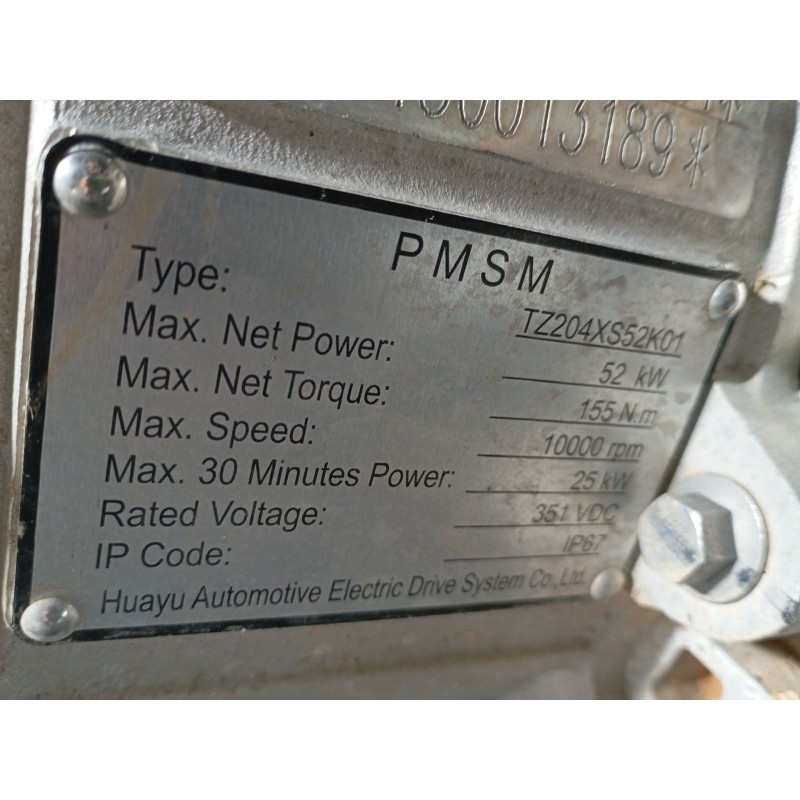 13189*
PMSM
Type: TZ204XS52K01
Max. Net Power: 52 kW
Max. Net Torque: 155 N.m
Max. Speed: 10000 rpm
Max. 30 Minutes Power: 25 kW
Rated Voltage: 351 VDC
IP Code: IP67
Huayu Automotive Electric Drive System Co.,Ltd.